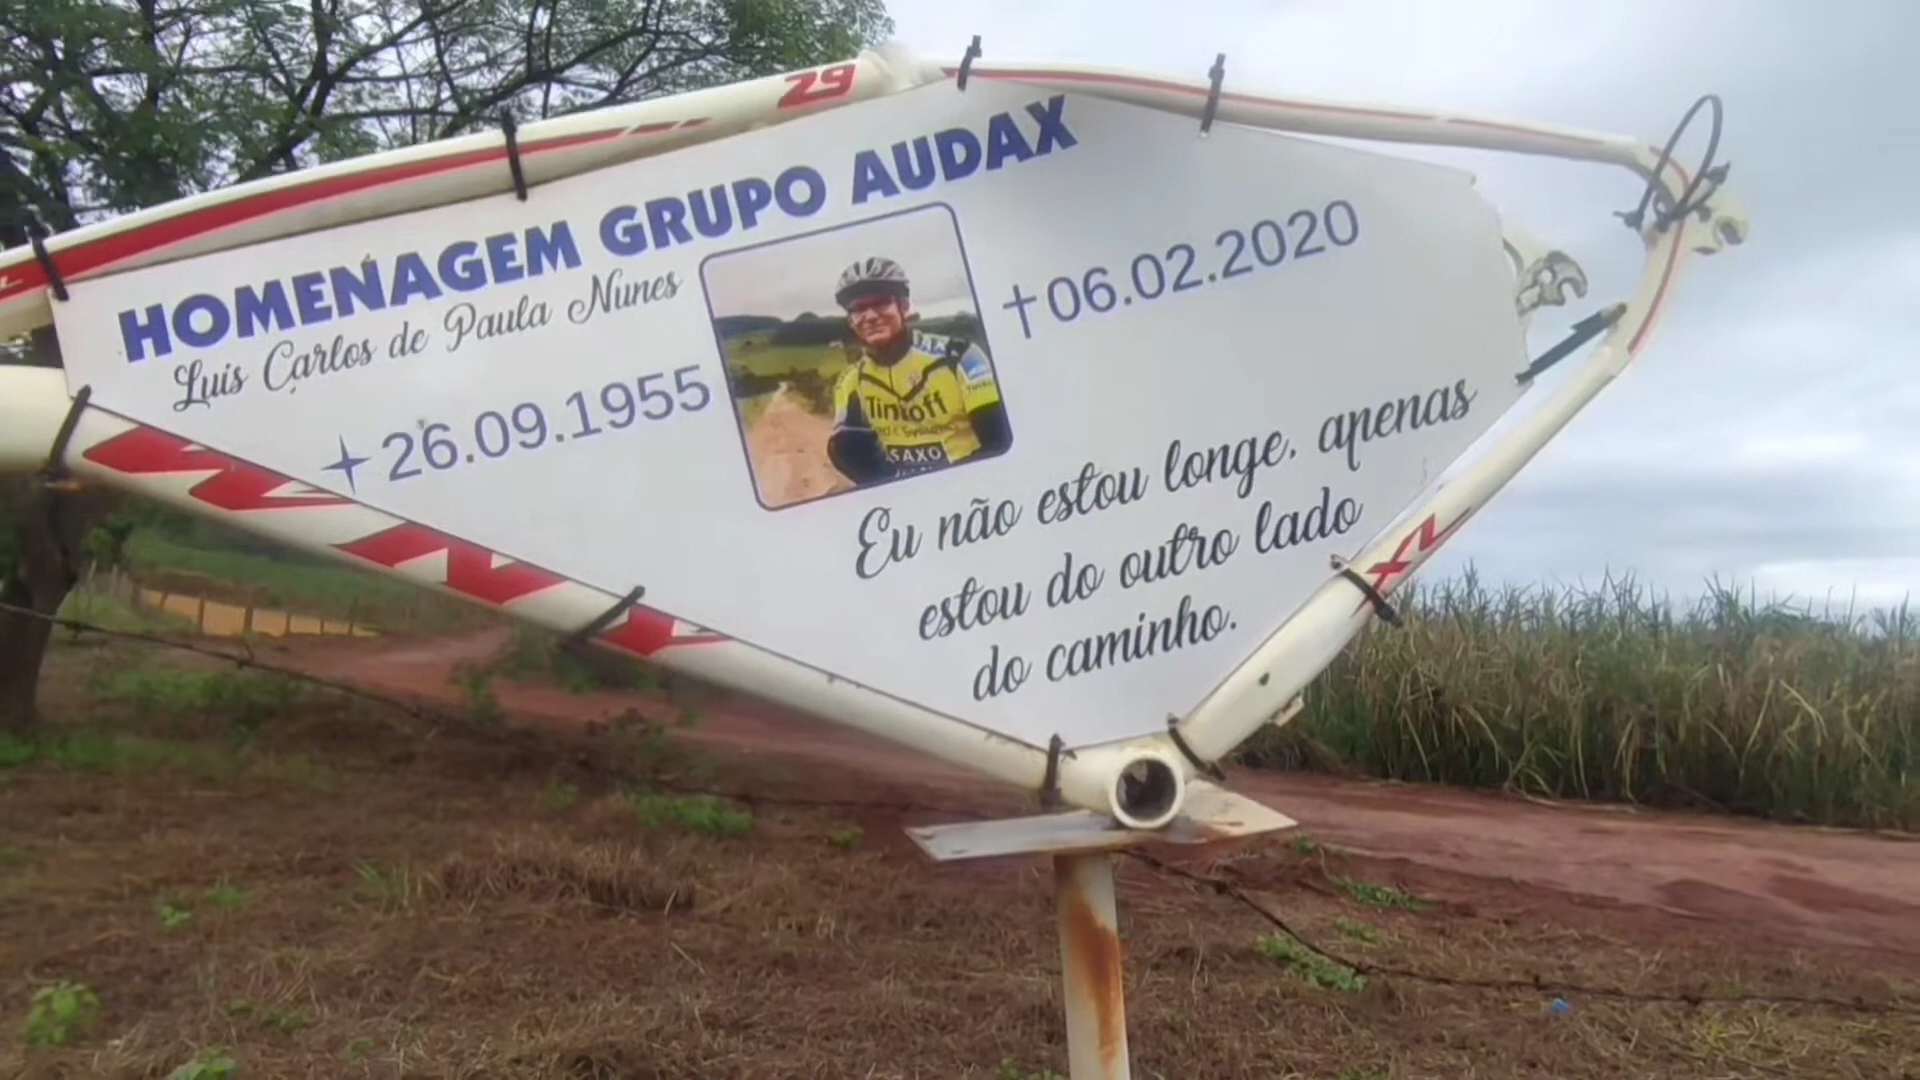 29
HOMENAGEM GRUPO AUDAX
Luis Carlos de Paula Nunes
26.09.1955
†06.02.2020
Tinkoff
SAXO
Eu não estou longe, apenas
estou do outro lado
do caminho.